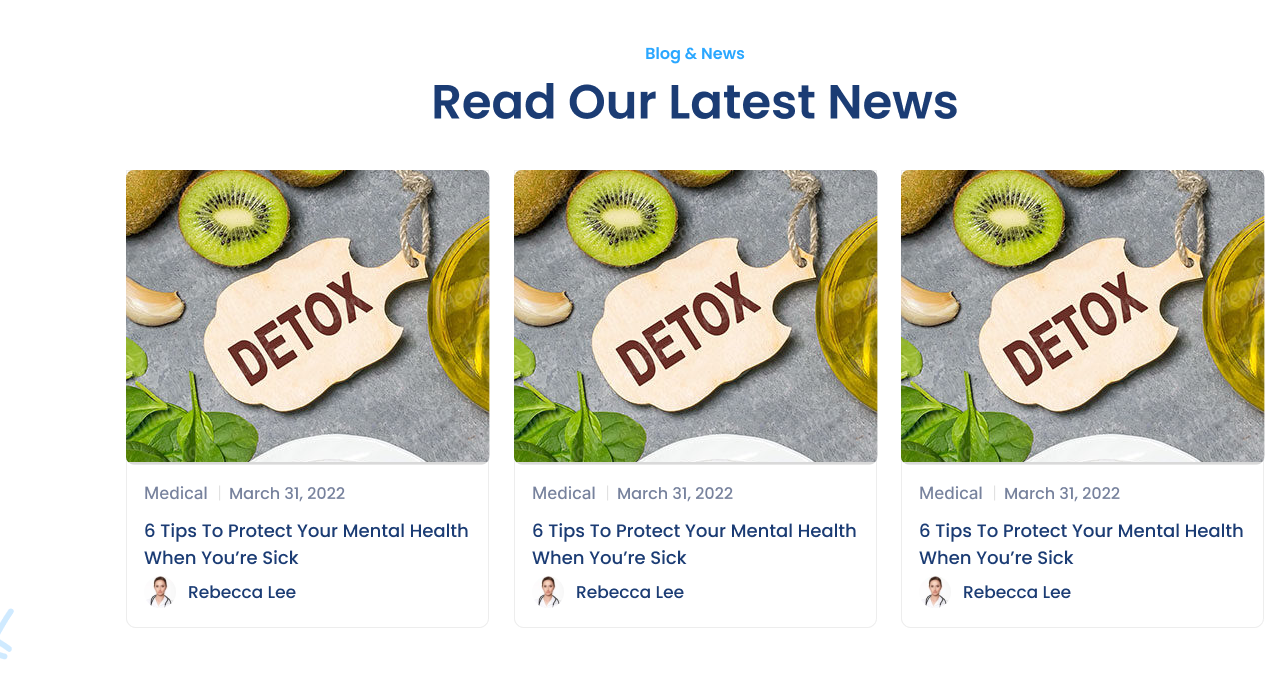 Blog & News
Read Our Latest News
DETOX
Medical
March 31, 2022
6 Tips To Protect Your Mental Health
When You’re Sick
Rebecca Lee
DETOX
Medical
March 31, 2022
6 Tips To Protect Your Mental Health
When You’re Sick
Rebecca Lee
DETOX
Medical
March 31, 2022
6 Tips To Protect Your Mental Health
When You’re Sick
Rebecca Lee